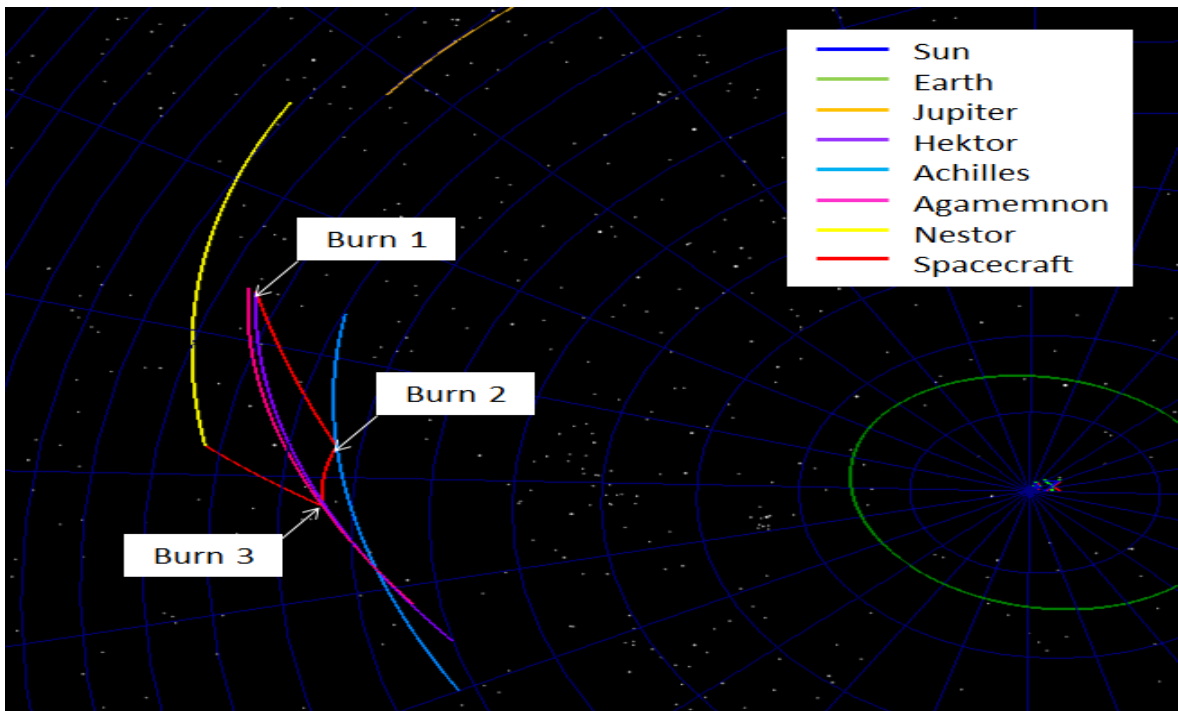 Sun
Earth
Jupiter
Hektor
Achilles
Agamemnon
Nestor
Spacecraft
Burn 1
Burn 2
Burn 3